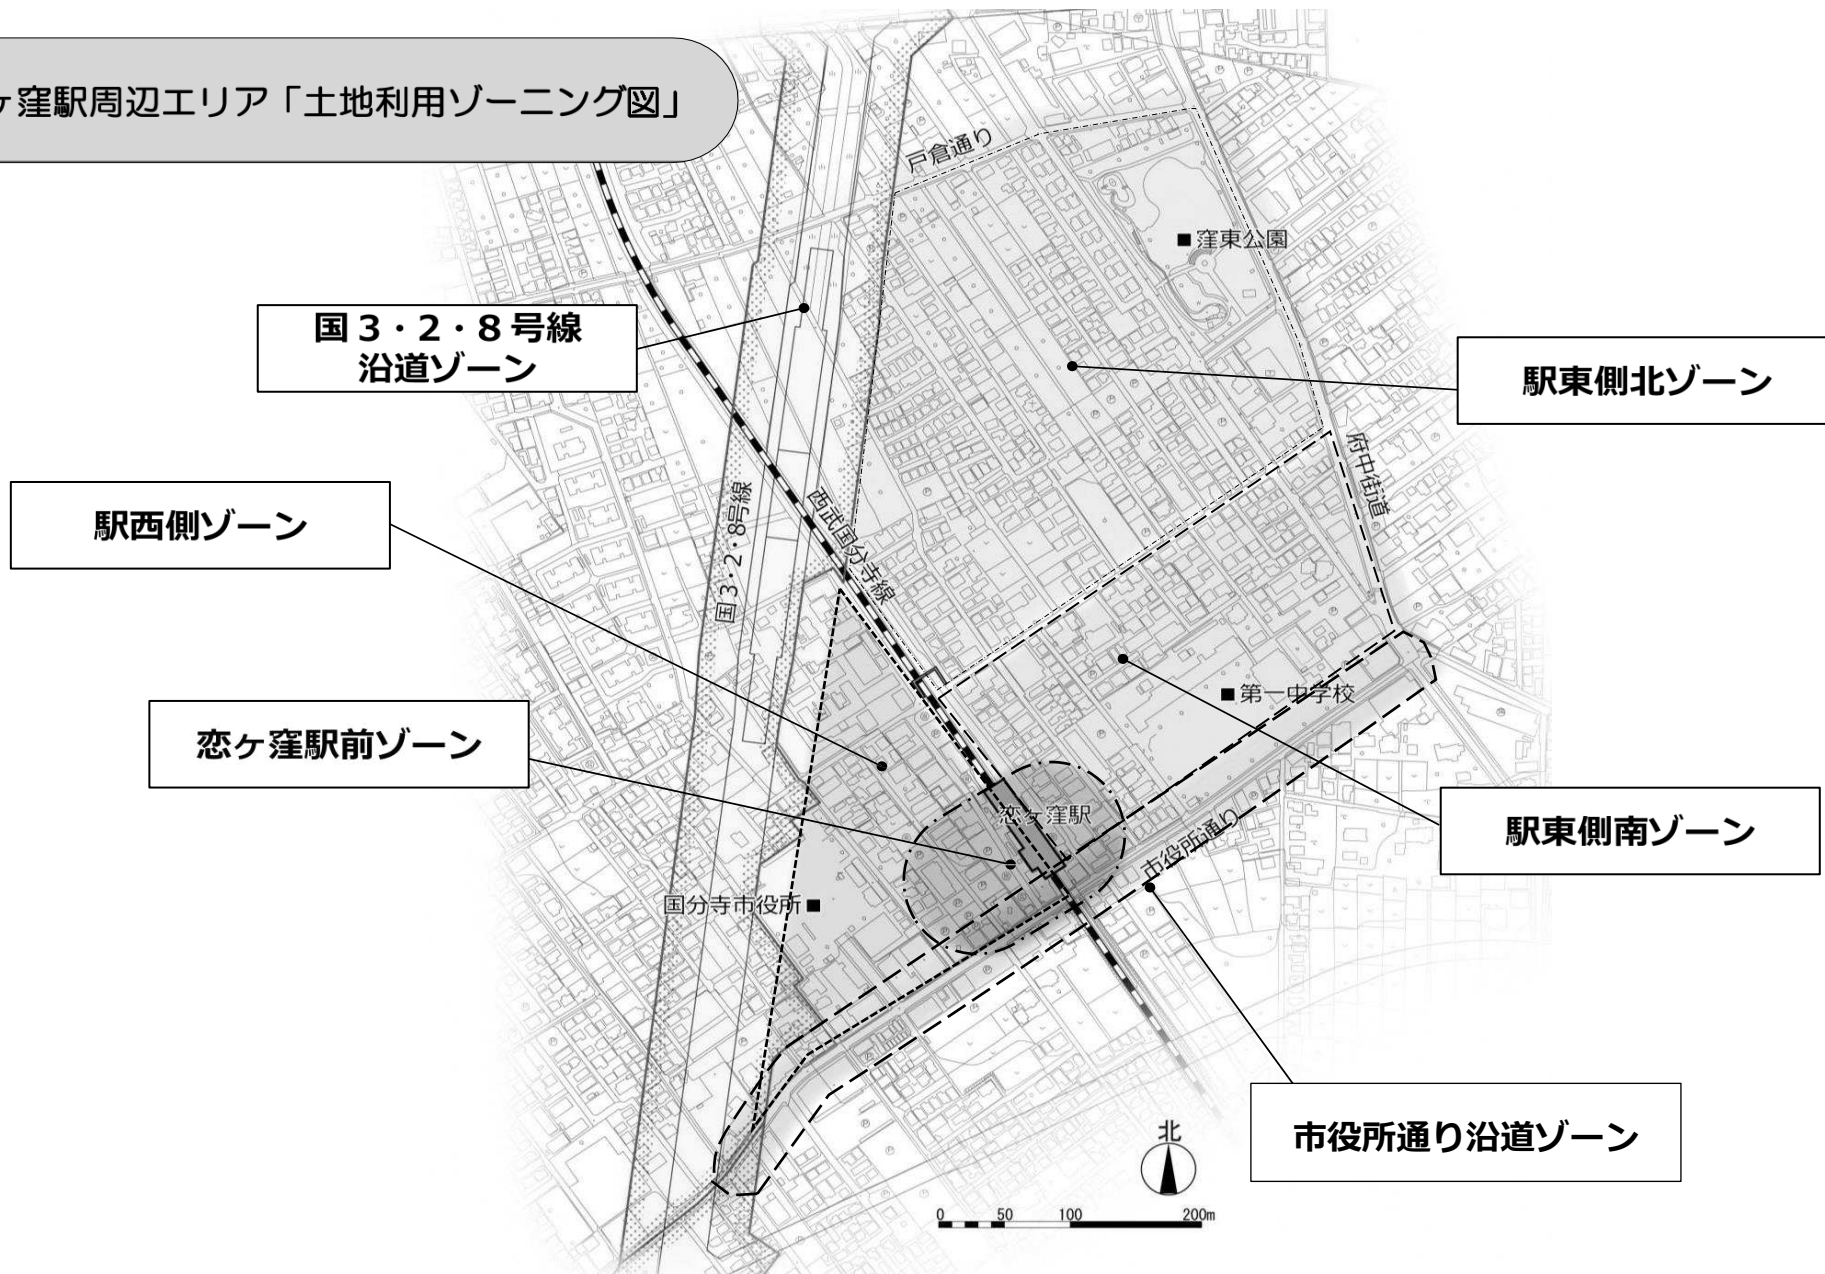 ヶ窪駅周辺エリア「土地利用ゾーニング図」
戸倉通り
窪東公園
国3・2・8号線
沿道ゾーン
駅東側北ゾーン
府中街道
駅西側ゾーン
国3・2・8号線
西武国分寺線
第一中学校
恋ヶ窪駅前ゾーン
恋ヶ窪駅
駅東側南ゾーン
市役所通り
国分寺市役所
市役所通り沿道ゾーン
北
0 50 100 200m